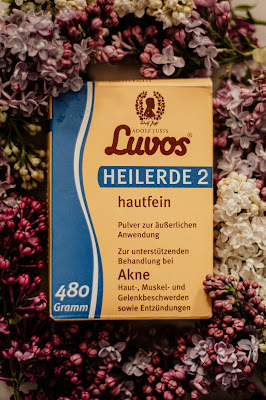 ADOLF JUSTS
Luvos®
HEILERDE 2
hautfein
Pulver zur äußerlichen
Anwendung
Zur unterstützenden
Behandlung bei
Akne
Haut-, Muskel- und
Gelenkbeschwerden
sowie Entzündungen
480
Gramm